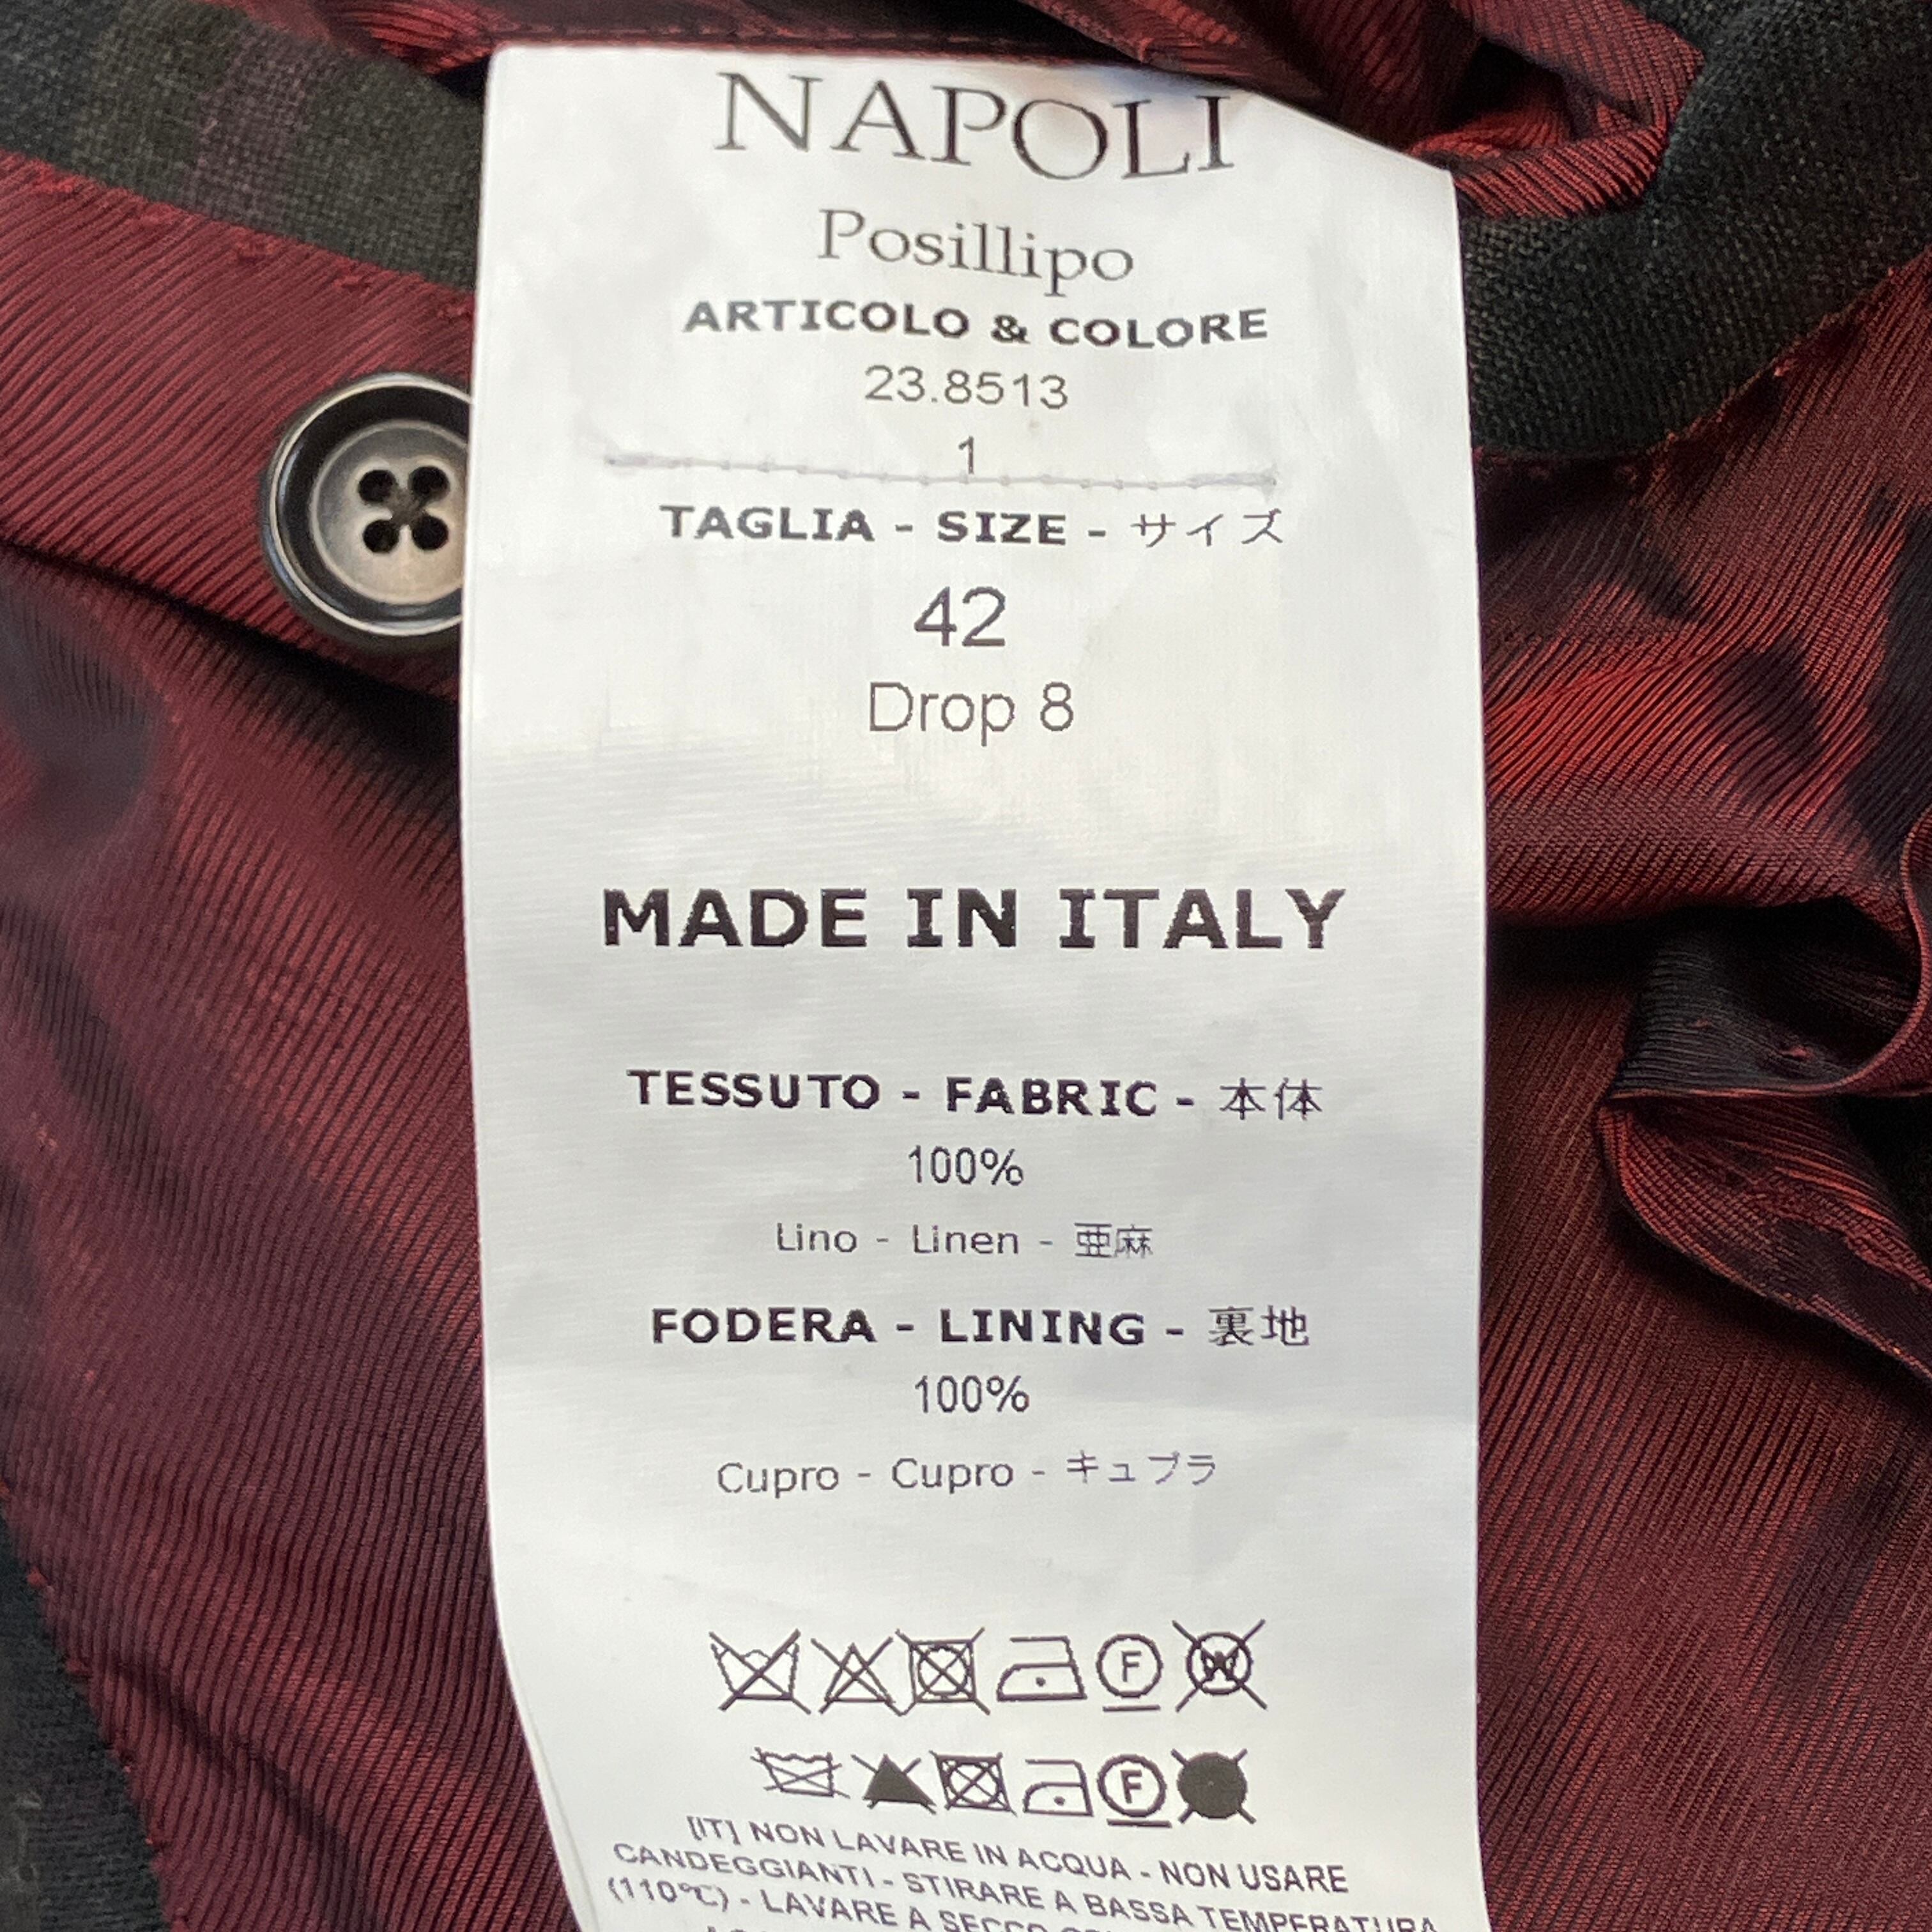 NAPOLI
Posillipo
ARTICOLO & COLORE
23.8513
1
TAGLIA - SIZE - サイズ
42
Drop 8
MADE IN ITALY
TESSUTO - FABRIC - 本体
100%
Lino - Linen - 亜麻
FODERA - LINING - 裏地
100%
Cupro - Cupro - キュプラ
F W
F
[IT] NON LAVARE IN ACQUA - NON USARE
CANDEGGIANTI - STIRARE A BASSA TEMPERATURA
(110℃) - LAVARE A SECCO